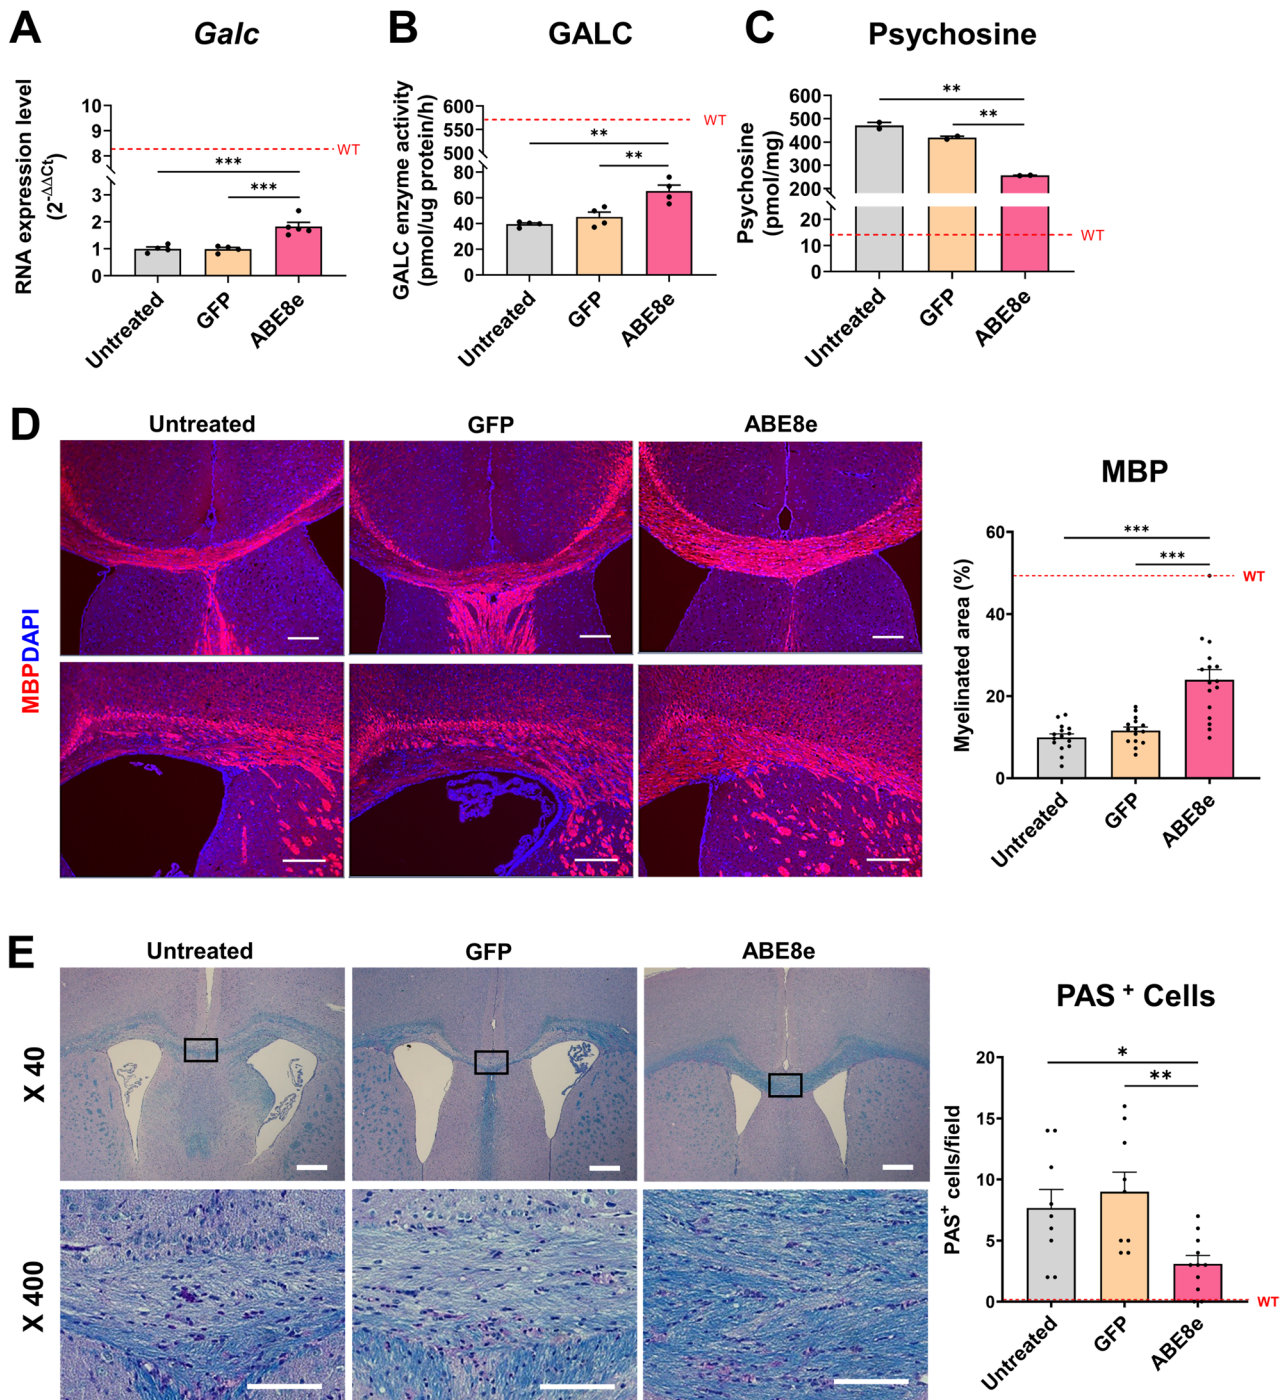 A
Galc
RNA expression level
(2^-ΔΔCt)
10
9
8
3
2
1
0
WT
***
***
Untreated
GFP
ABE8e
B
GALC
GALC enzyme activity
(pmol/ug protein/h)
600
550
500
80
60
40
20
0
WT
**
**
Untreated
GFP
ABE8e
C
Psychosine
Psychosine
(pmol/mg)
600
500
400
300
200
20
10
0
**
**
WT
Untreated
GFP
ABE8e
D
Untreated
GFP
ABE8e
MBPDAPI
MBP
Myelinated area (%)
60
40
20
0
***
***
WT
Untreated
GFP
ABE8e
E
Untreated
GFP
ABE8e
X 40
X 400
PAS + Cells
PAS+ cells/field
20
15
10
5
0
*
**
WT
Untreated
GFP
ABE8e